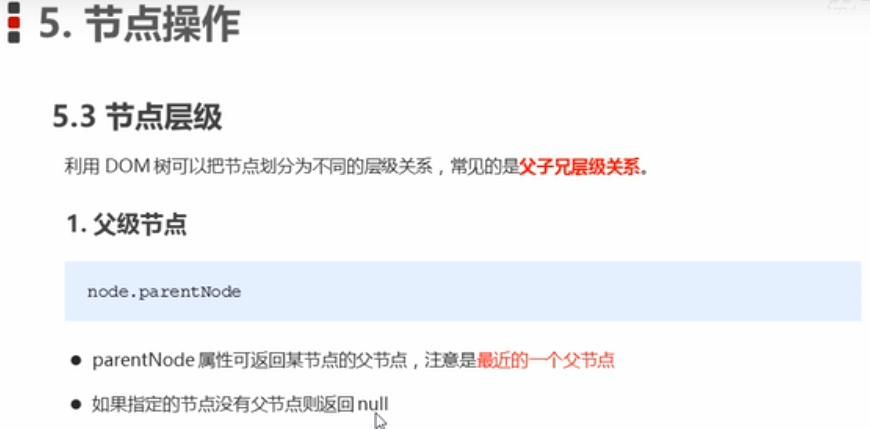 5. 节点操作
5.3 节点层级
利用 DOM 树可以把节点划分为不同的层级关系，常见的是父子兄层级关系。
1. 父级节点
node.parentNode
● parentNode 属性可返回某节点的父节点，注意是最近的一个父节点
● 如果指定的节点没有父节点则返回 null